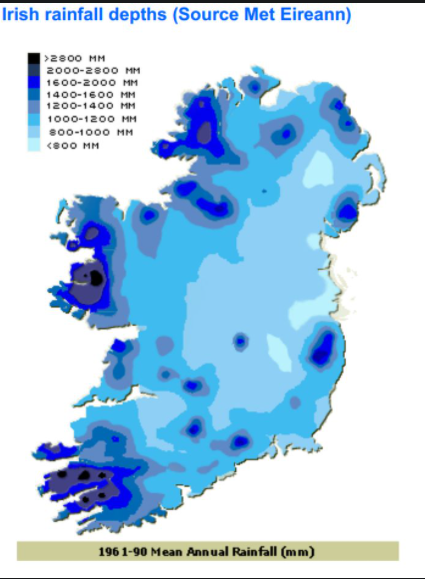 Irish rainfall depths (Source Met Eireann)
>2800 MM
2000-2800 MM
1600-2000 MM
1400-1600 MM
1200-1400 MM
1000-1200 MM
800-1000 MM
<800 MM
1961-90 Mean Annual Rainfall (mm)